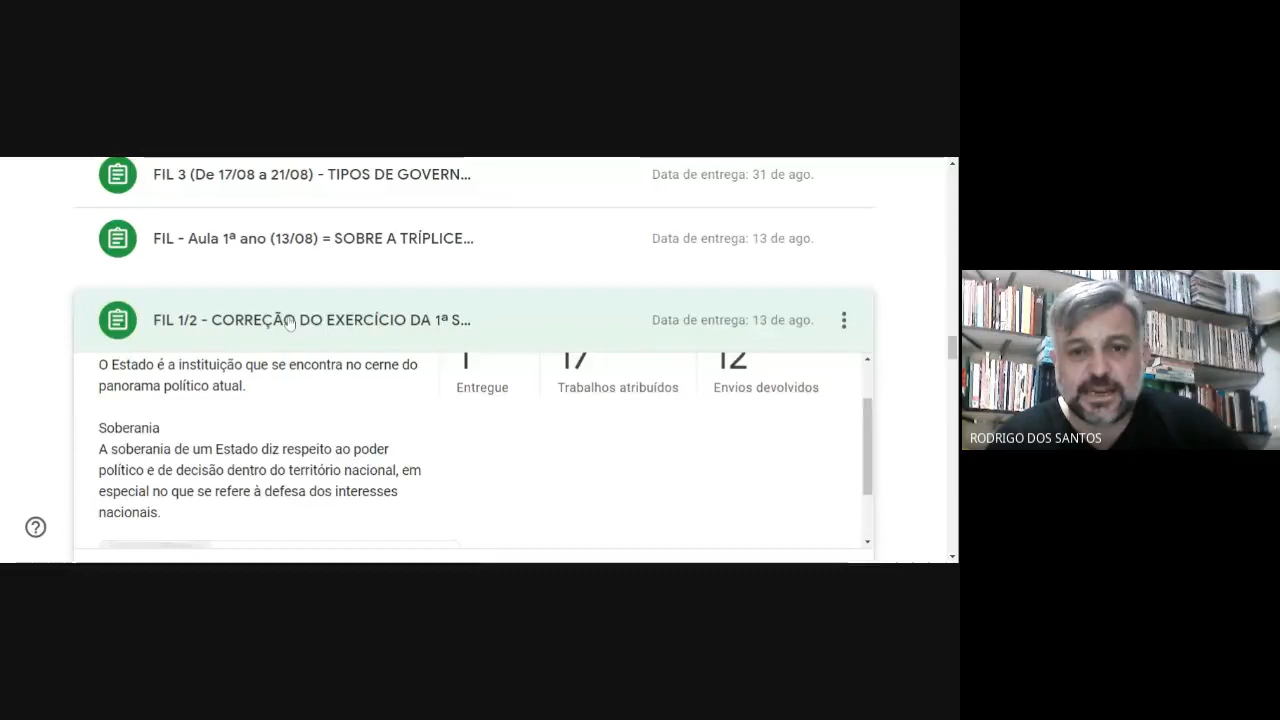 FIL 3 (De 17/08 a 21/08) - TIPOS DE GOVERN...
Data de entrega: 31 de ago.
FIL - Aula 1ª ano (13/08) = SOBRE A TRÍPLICE...
Data de entrega: 13 de ago.
FIL 1/2 - CORREÇÃO DO EXERCÍCIO DA 1ª S...
Data de entrega: 13 de ago.
O Estado é a instituição que se encontra no cerne do
panorama político atual.
1
Entregue
17
Trabalhos atribuídos
12
Envios devolvidos
Soberania
A soberania de um Estado diz respeito ao poder
político e de decisão dentro do território nacional, em
especial no que se refere à defesa dos interesses
nacionais.
RODRIGO DOS SANTOS